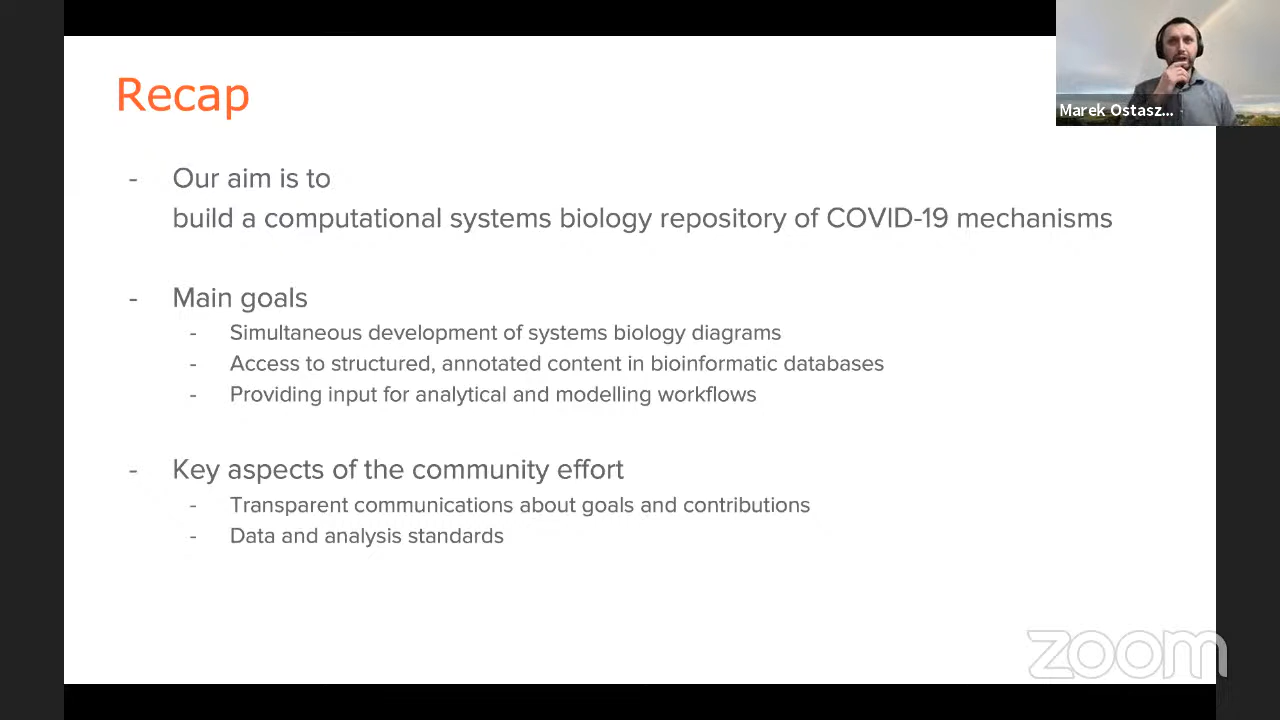 Recap
Marek Ostasz...
- Our aim is to
build a computational systems biology repository of COVID-19 mechanisms
- Main goals
- Simultaneous development of systems biology diagrams
- Access to structured, annotated content in bioinformatic databases
- Providing input for analytical and modelling workflows
- Key aspects of the community effort
- Transparent communications about goals and contributions
- Data and analysis standards
zoom